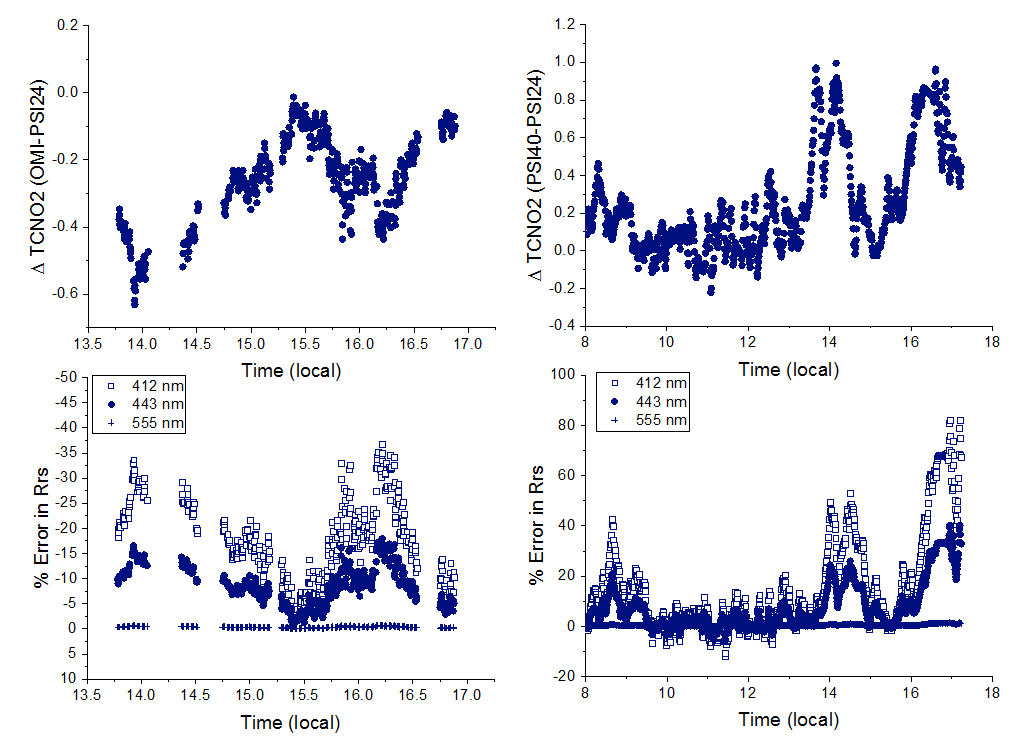 0.2
0.0
-0.2
-0.4
-0.6
Δ TCNO2 (OMI-PSI24)
13.5 14.0 14.5 15.0 15.5 16.0 16.5 17.0
Time (local)
1.2
1.0
0.8
0.6
0.4
0.2
0.0
-0.2
-0.4
Δ TCNO2 (PSI40-PSI24)
8 10 12 14 16 18
Time (local)
-50
-45
-40
-35
-30
-25
-20
-15
-10
-5
0
5
10
% Error in Rrs
412 nm
443 nm
555 nm
13.5 14.0 14.5 15.0 15.5 16.0 16.5 17.0
Time (local)
100
80
60
40
20
0
-20
% Error in Rrs
412 nm
443 nm
555 nm
8 10 12 14 16 18
Time (local)